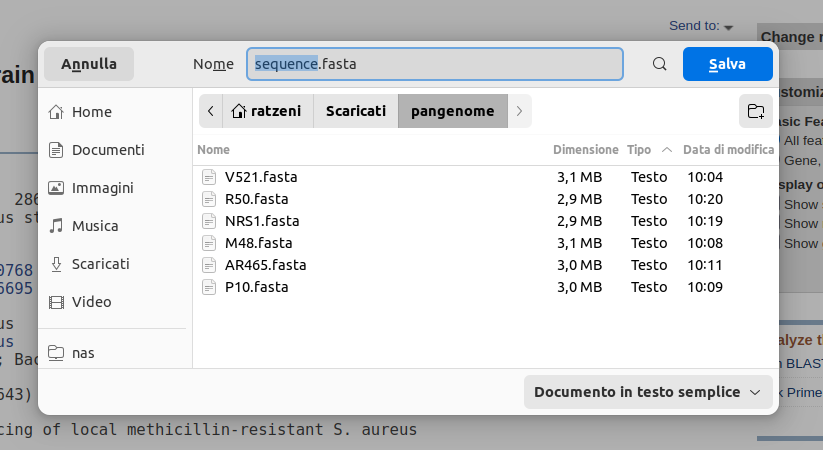 Send to:
Change r
Annulla
Nome
sequence.fasta
Salva
rain
Home
Documenti
Immagini
Musica
Scaricati
Video
nas
ratzeni
Scaricati
pangenome
Nome Dimensione Tipo Data di modifica
V521.fasta 3,1 MB Testo 10:04
R50.fasta 2,9 MB Testo 10:20
NRS1.fasta 2,9 MB Testo 10:19
M48.fasta 3,1 MB Testo 10:08
AR465.fasta 3,0 MB Testo 10:11
P10.fasta 3,0 MB Testo 10:09
Documento in testo semplice
stomiz
asic Fea
All fea
Gene,
splay o
Show
Show
Show
286
us st
0768
6695
us
us
; Bac
643)
alyze th
n BLAST
k Prime
cing of local methicillin-resistant S. aureus